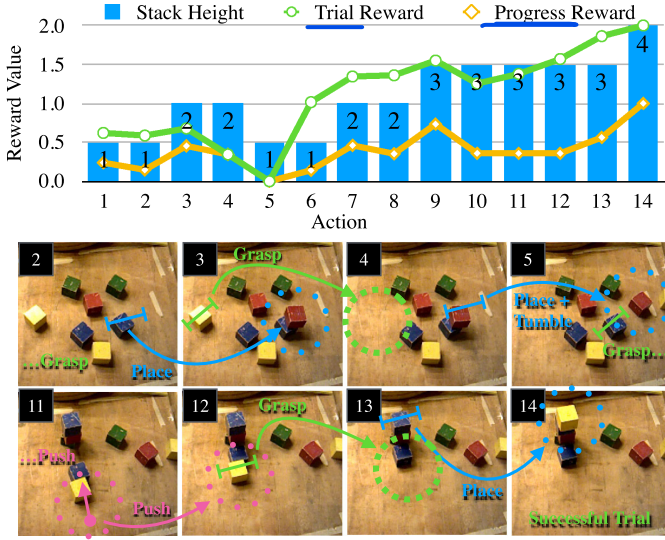 Stack Height Trial Reward Progress Reward
2.0
1.5
1.0
0.5
0.0
Reward Value
1 1 2 2 1 1 2 2 3 3 3 3 3 4
1 2 3 4 5 6 7 8 9 10 11 12 13 14
Action
2 3 4 5
Grasp
Place +
Tumble
...Grasp
Place
Grasp...
11 12 13 14
Grasp
...Push
Push
Place
Successful Trial